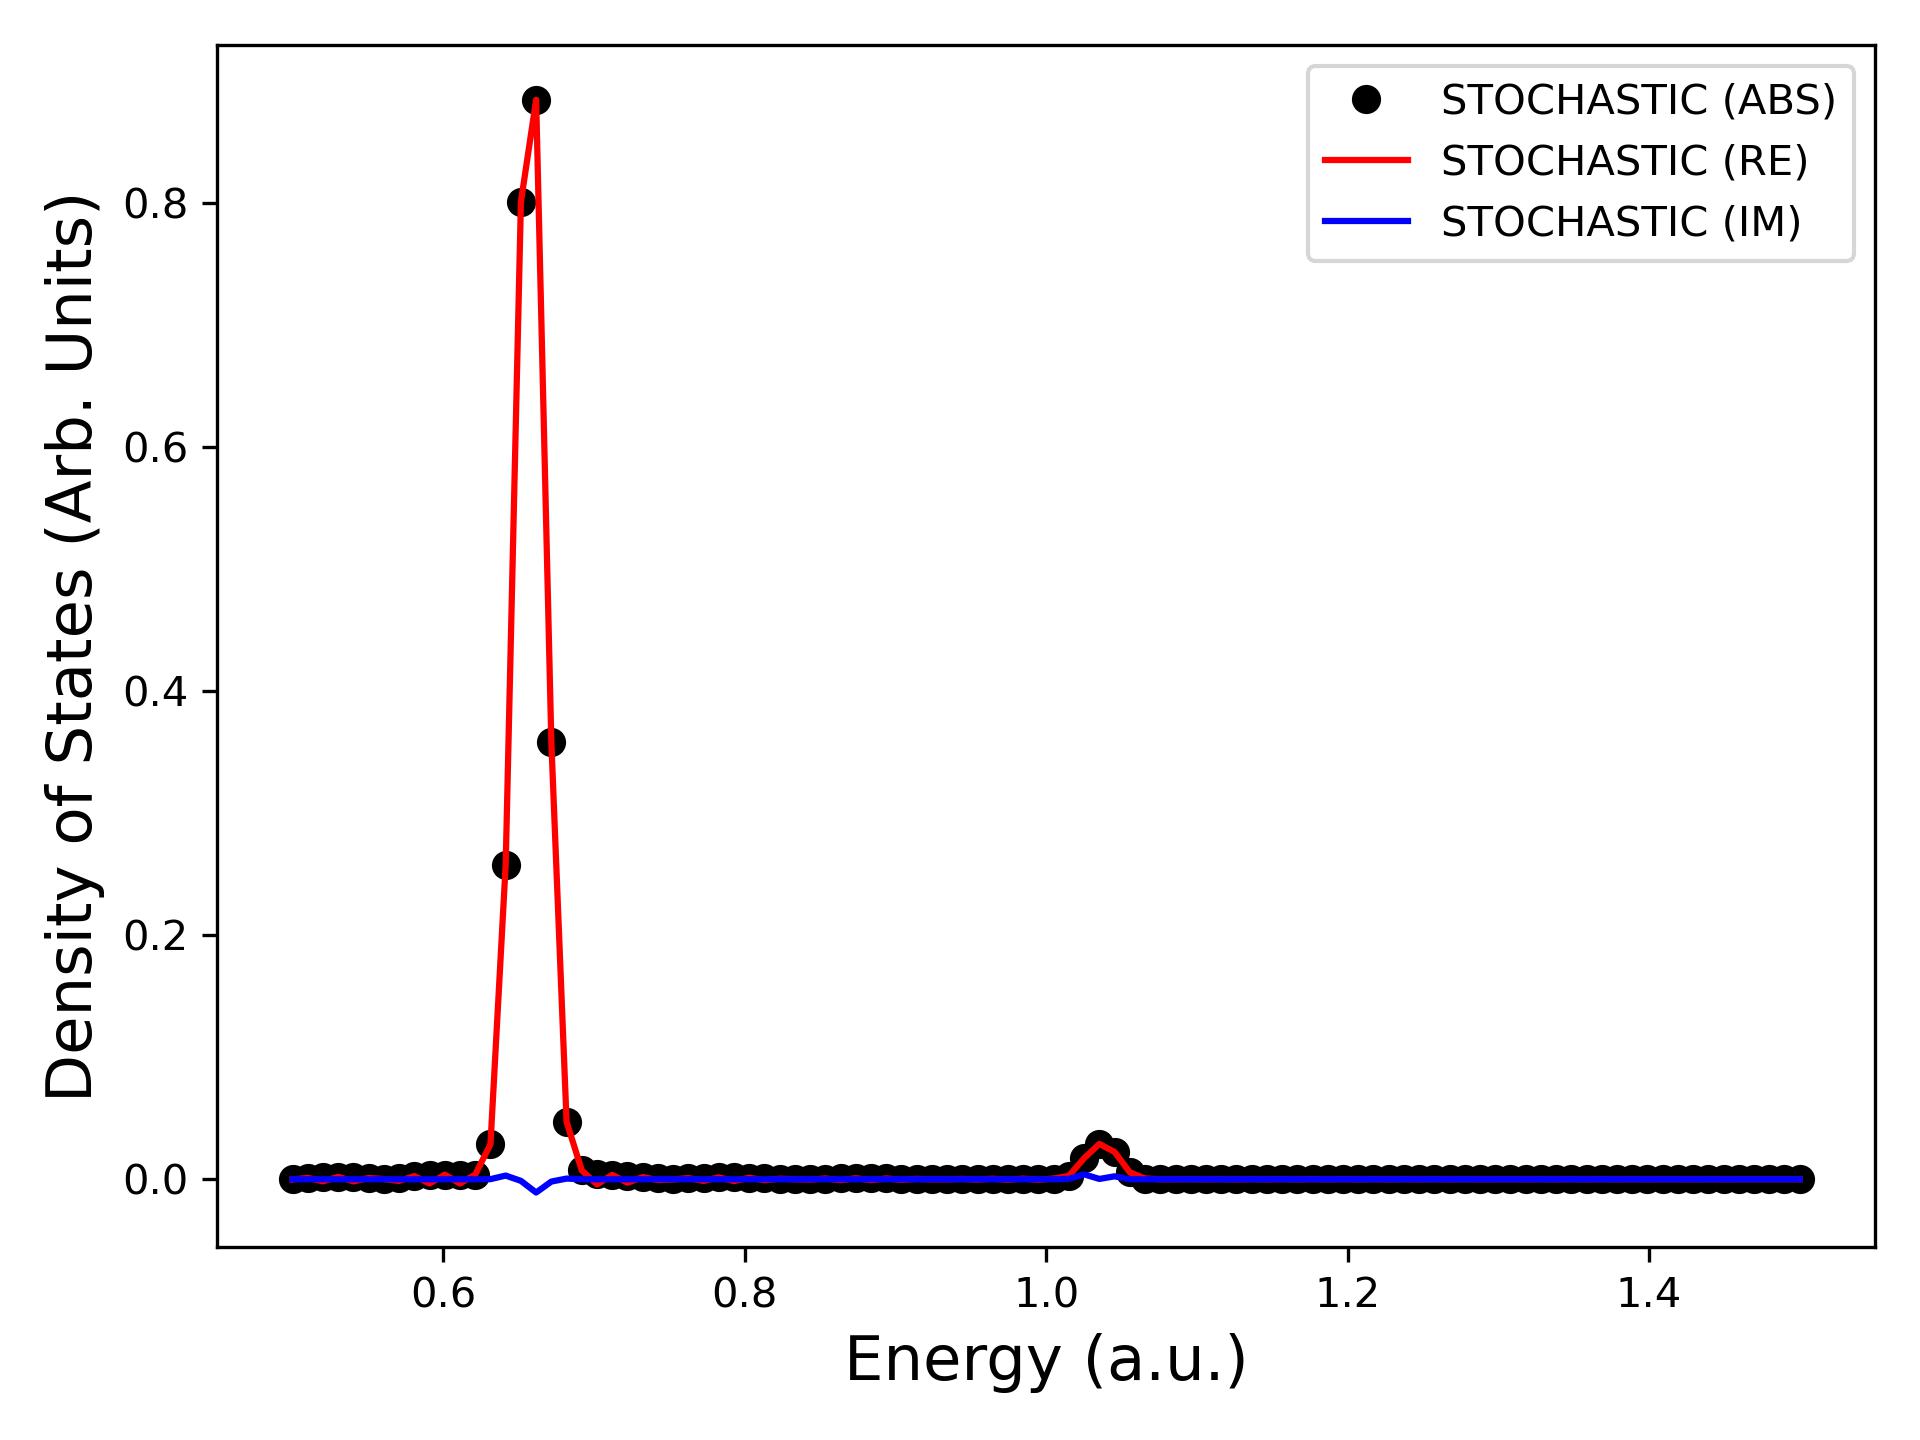 STOCHASTIC (ABS)
STOCHASTIC (RE)
STOCHASTIC (IM)
Density of States (Arb. Units)
0.8
0.6
0.4
0.2
0.0
0.6 0.8 1.0 1.2 1.4
Energy (a.u.)